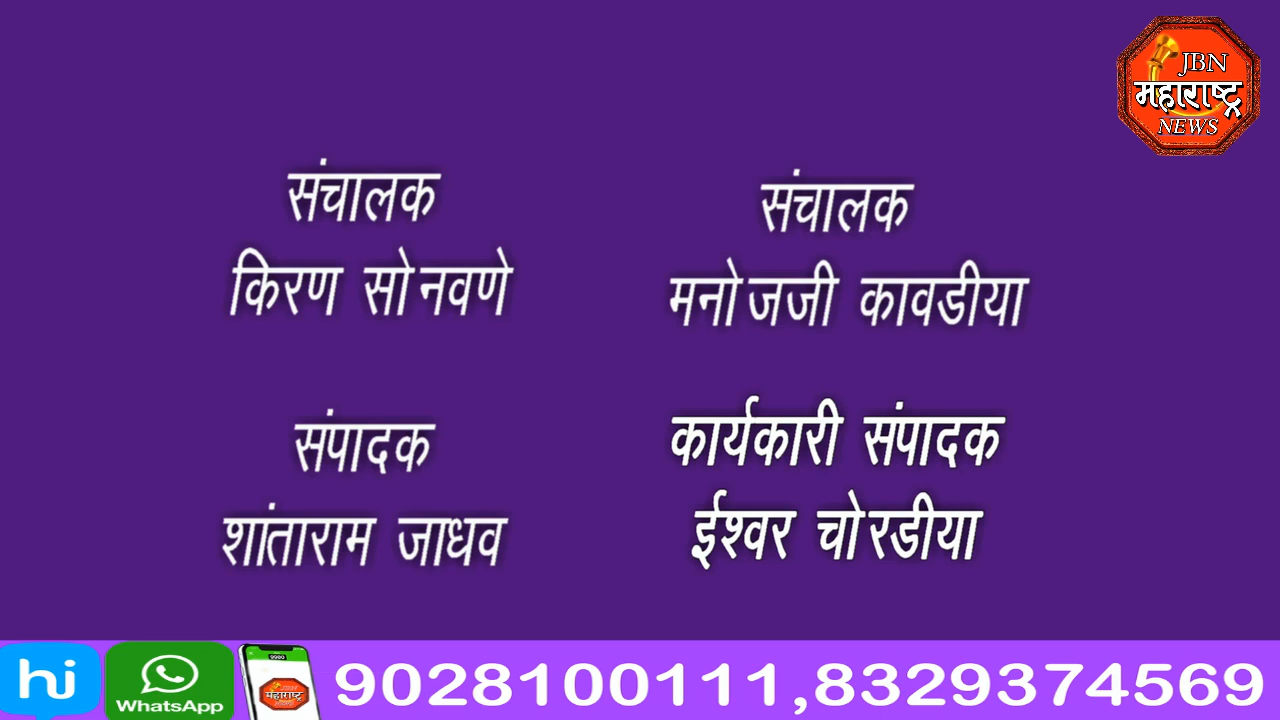 JBN
महाराष्ट्र
NEWS
संचालक
किरण सोनवणे
संचालक
मनोजजी कावडीया
संपादक
शांताराम जाधव
कार्यकारी संपादक
ईश्वर चोरडीया
hi
WhatsApp
महाराष्ट्र
9028100111,8329374569